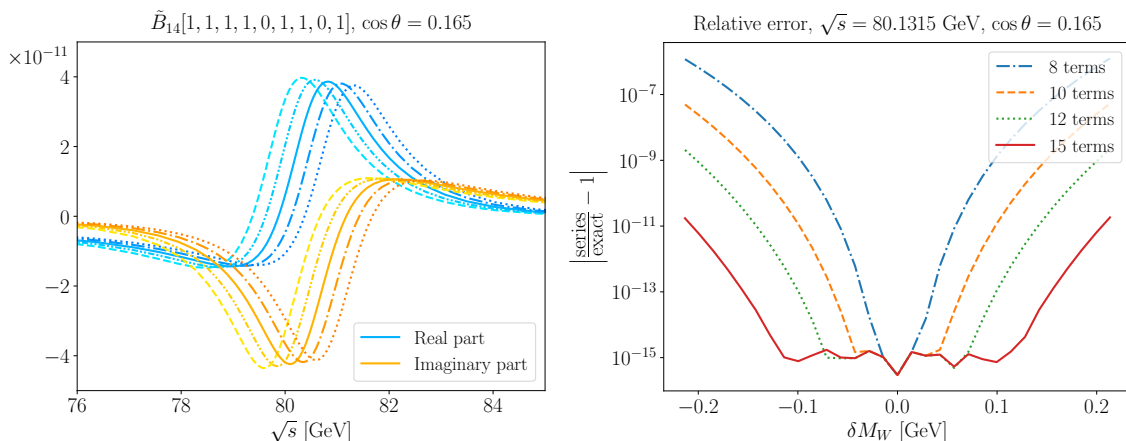 B̃₁₄[1, 1, 1, 1, 0, 1, 1, 0, 1], cos θ = 0.165
×10⁻¹¹
4
2
0
−2
−4
76
78
80
82
84
√s [GeV]
Real part
Imaginary part
Relative error, √s = 80.1315 GeV, cos θ = 0.165
|series/exact − 1|
10⁻⁷
10⁻⁹
10⁻¹¹
10⁻¹³
10⁻¹⁵
−0.2
−0.1
0.0
0.1
0.2
δM_W [GeV]
8 terms
10 terms
12 terms
15 terms